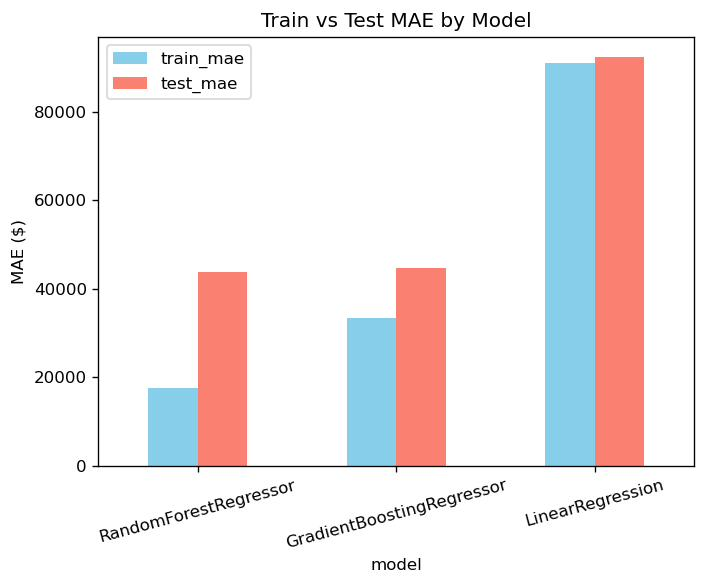 Train vs Test MAE by Model
train_mae
test_mae
MAE ($)
80000
60000
40000
20000
0
RandomForestRegressor
GradientBoostingRegressor
LinearRegression
model